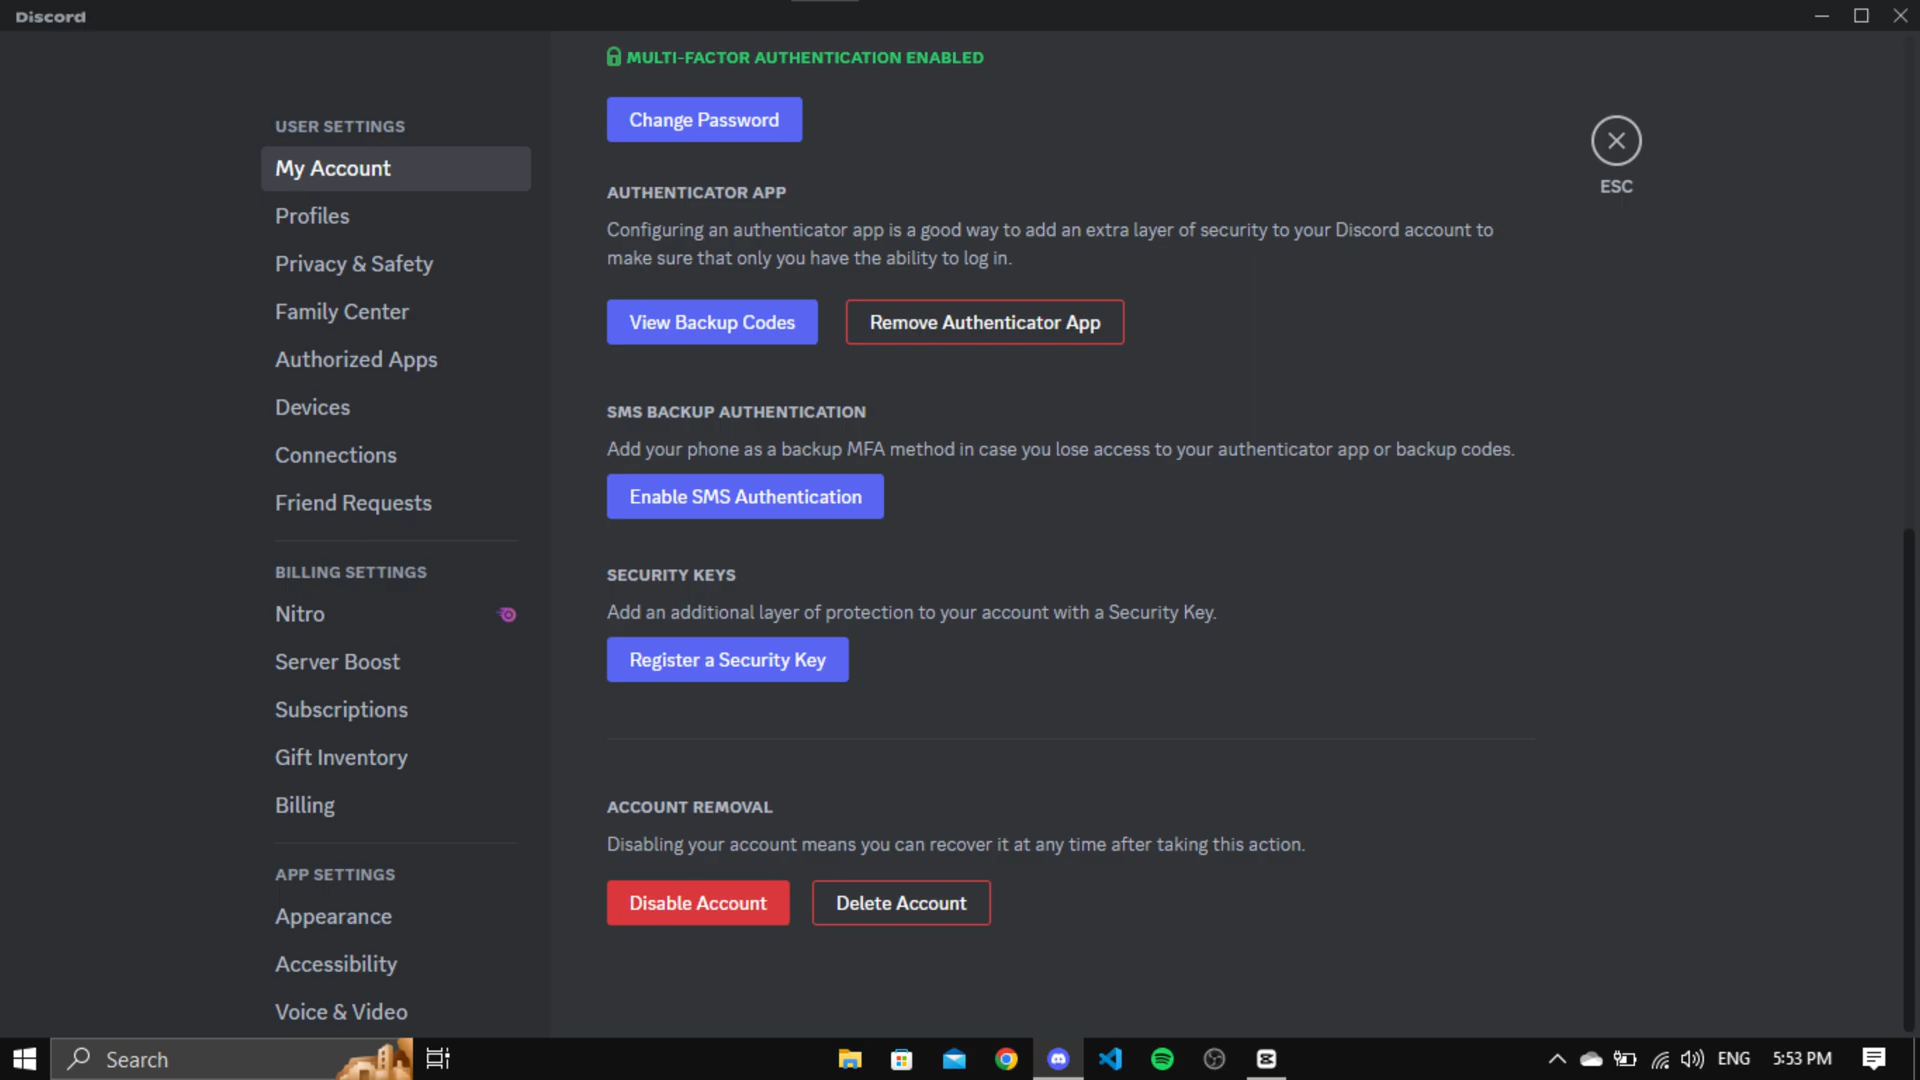 Discord
USER SETTINGS
My Account
Profiles
Privacy & Safety
Family Center
Authorized Apps
Devices
Connections
Friend Requests
BILLING SETTINGS
Nitro
Server Boost
Subscriptions
Gift Inventory
Billing
APP SETTINGS
Appearance
Accessibility
Voice & Video
MULTI-FACTOR AUTHENTICATION ENABLED
Change Password
AUTHENTICATOR APP
Configuring an authenticator app is a good way to add an extra layer of security to your Discord account to
make sure that only you have the ability to log in.
View Backup Codes
Remove Authenticator App
SMS BACKUP AUTHENTICATION
Add your phone as a backup MFA method in case you lose access to your authenticator app or backup codes.
Enable SMS Authentication
SECURITY KEYS
Add an additional layer of protection to your account with a Security Key.
Register a Security Key
ACCOUNT REMOVAL
Disabling your account means you can recover it at any time after taking this action.
Disable Account
Delete Account
ESC
Search
ENG
5:53 PM